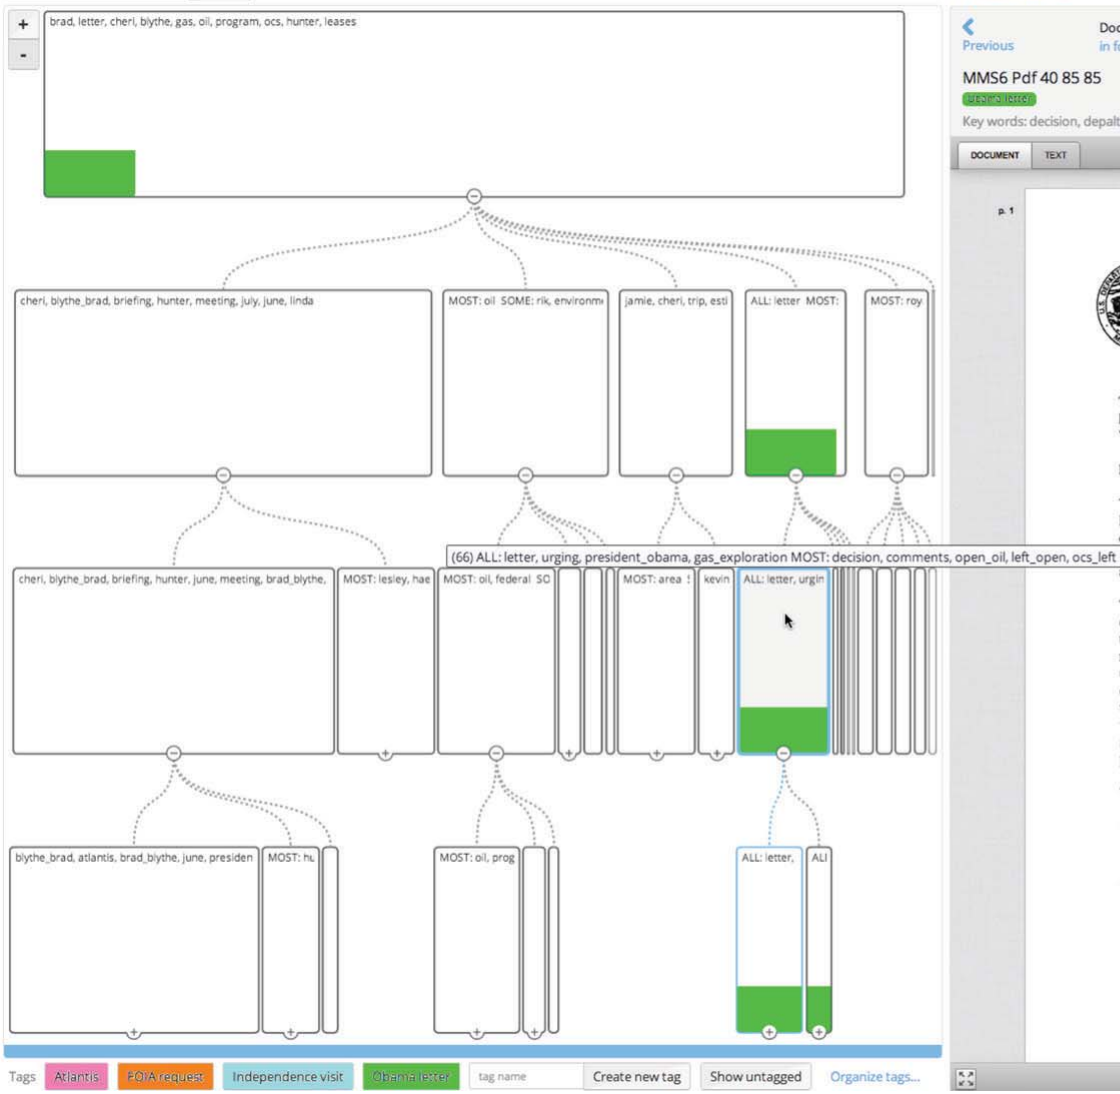 +
-
brad, letter, cheri, blythe, gas, oil, program, ocs, hunter, leases
cheri, blythe_brad, briefing, hunter, meeting, july, june, linda
MOST: oil SOME: rik, environm
jamie, cheri, trip, esti
ALL: letter MOST:
MOST: roy
(66) ALL: letter, urging, president_obama, gas_exploration MOST: decision, comments, open_oil, left_open, ocs_left
cheri, blythe_brad, briefing, hunter, june, meeting, brad_blythe,
MOST: lesley, hae
MOST: oil, federal SO
MOST: area
kevin
ALL: letter, urgin
blythe_brad, atlantis, brad_blythe, june, presiden
MOST: hu
MOST: oil, prog
ALL: letter,
ALI
Tags
Atlantis
FOIA request
Independence visit
Obama letter
tag name
Create new tag
Show untagged
Organize tags...
Previous
Doc
in fo
MMS6 Pdf 40 85 85
Obama letter
Key words: decision, depalt
DOCUMENT
TEXT
p. 1
U.S. DEPAR